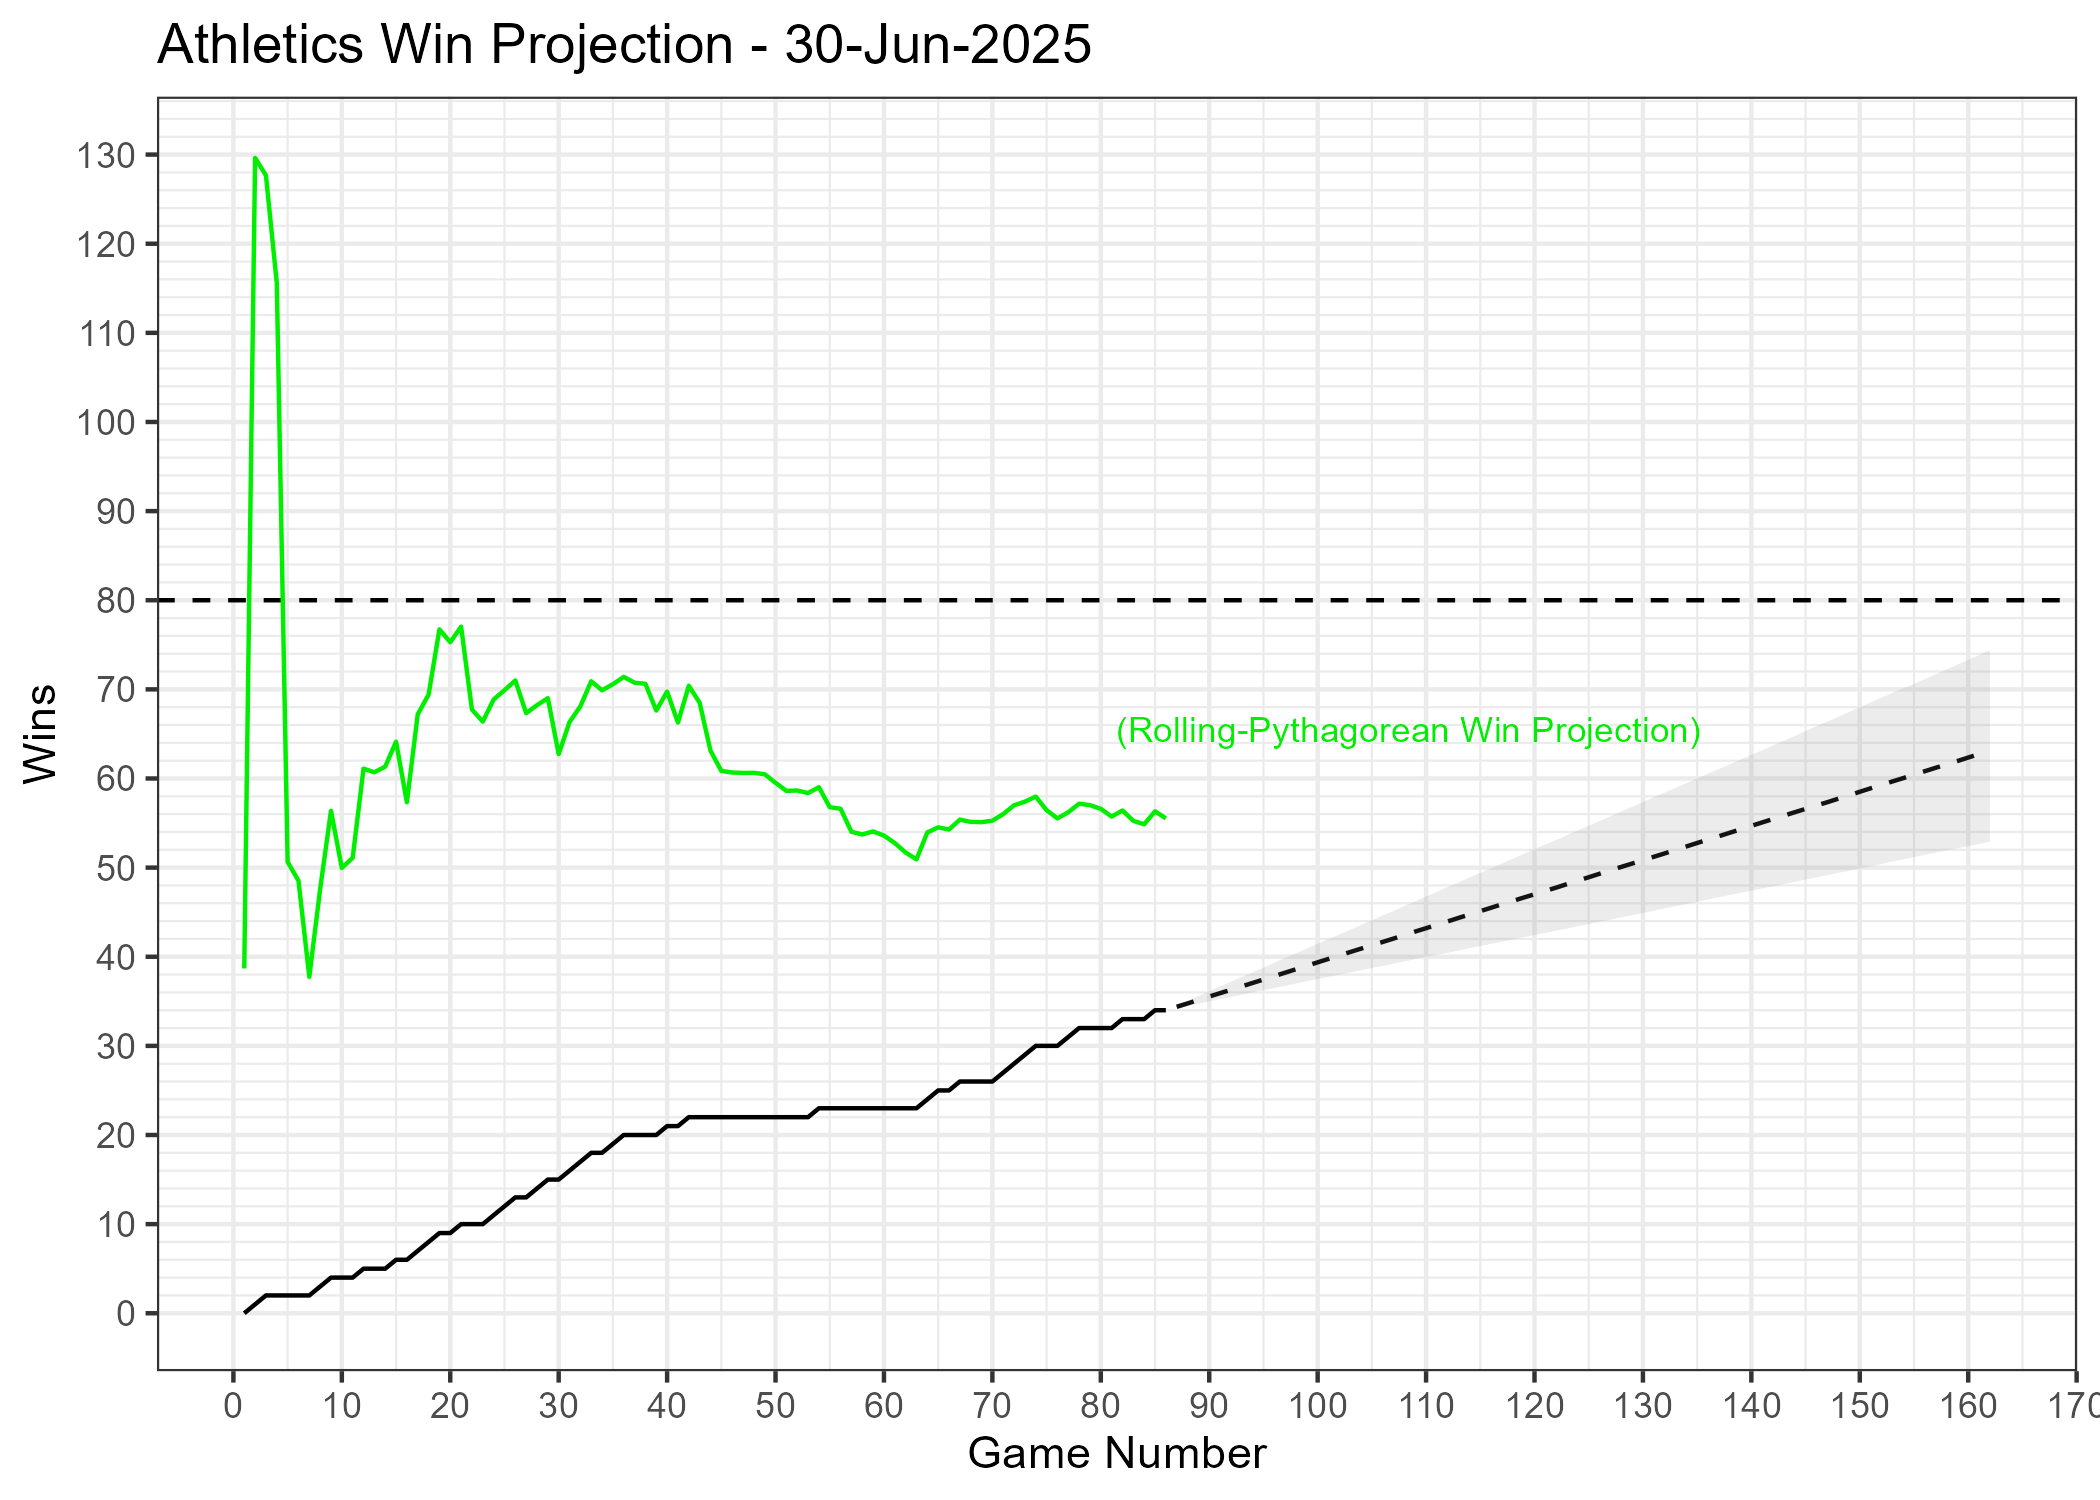 Athletics Win Projection - 30-Jun-2025
130
120
110
100
90
80
70
60
50
40
30
20
10
0
Wins
(Rolling-Pythagorean Win Projection)
0 10 20 30 40 50 60 70 80 90 100 110 120 130 140 150 160 170
Game Number